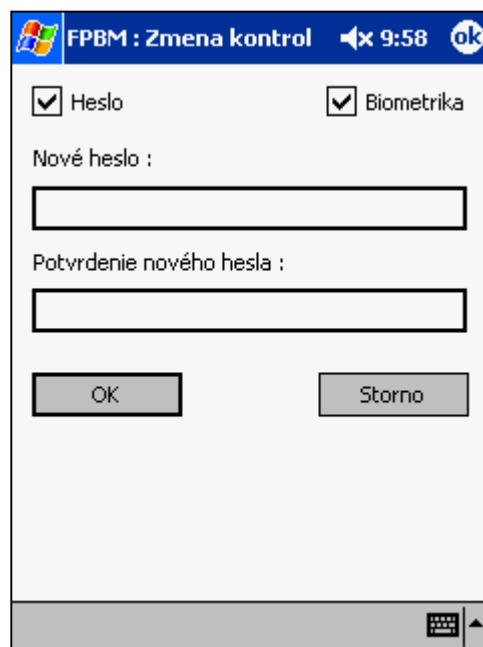 FPBM : Zmena kontrol 9:58 ok
Heslo Biometrika
Nové heslo :
Potvrdenie nového hesla :
OK Storno